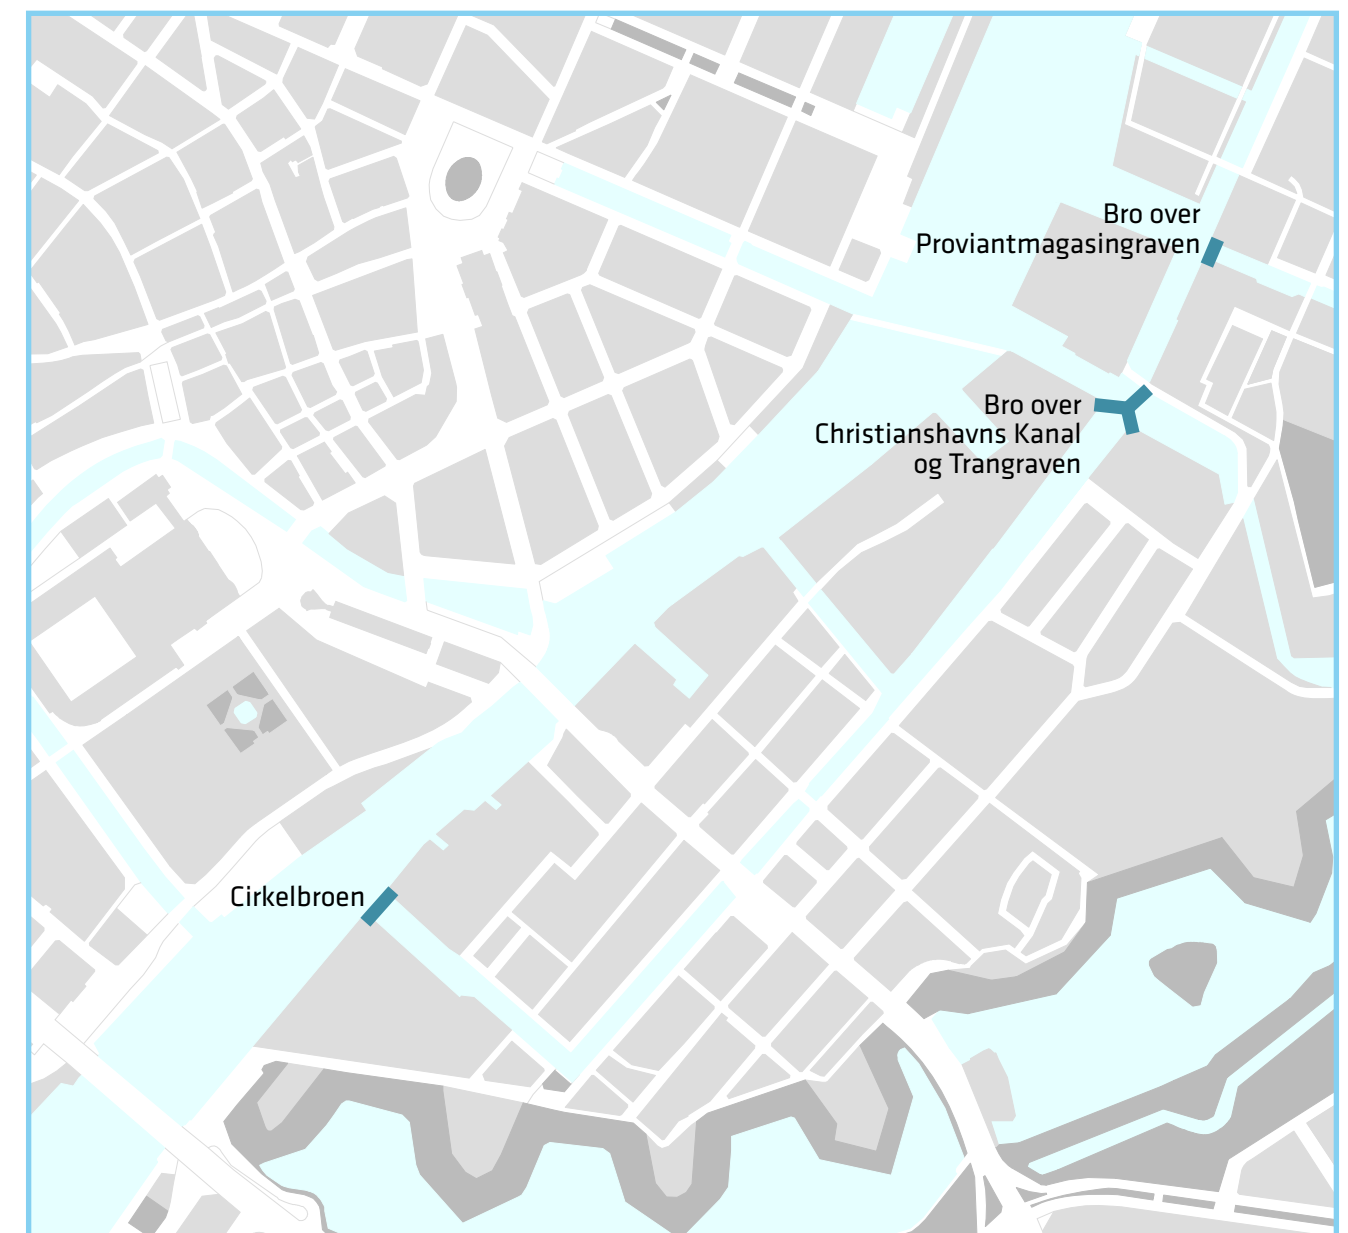 Bro over
Proviantmagasingraven
Bro over
Christianshavns Kanal
og Trangraven
Cirkelbroen